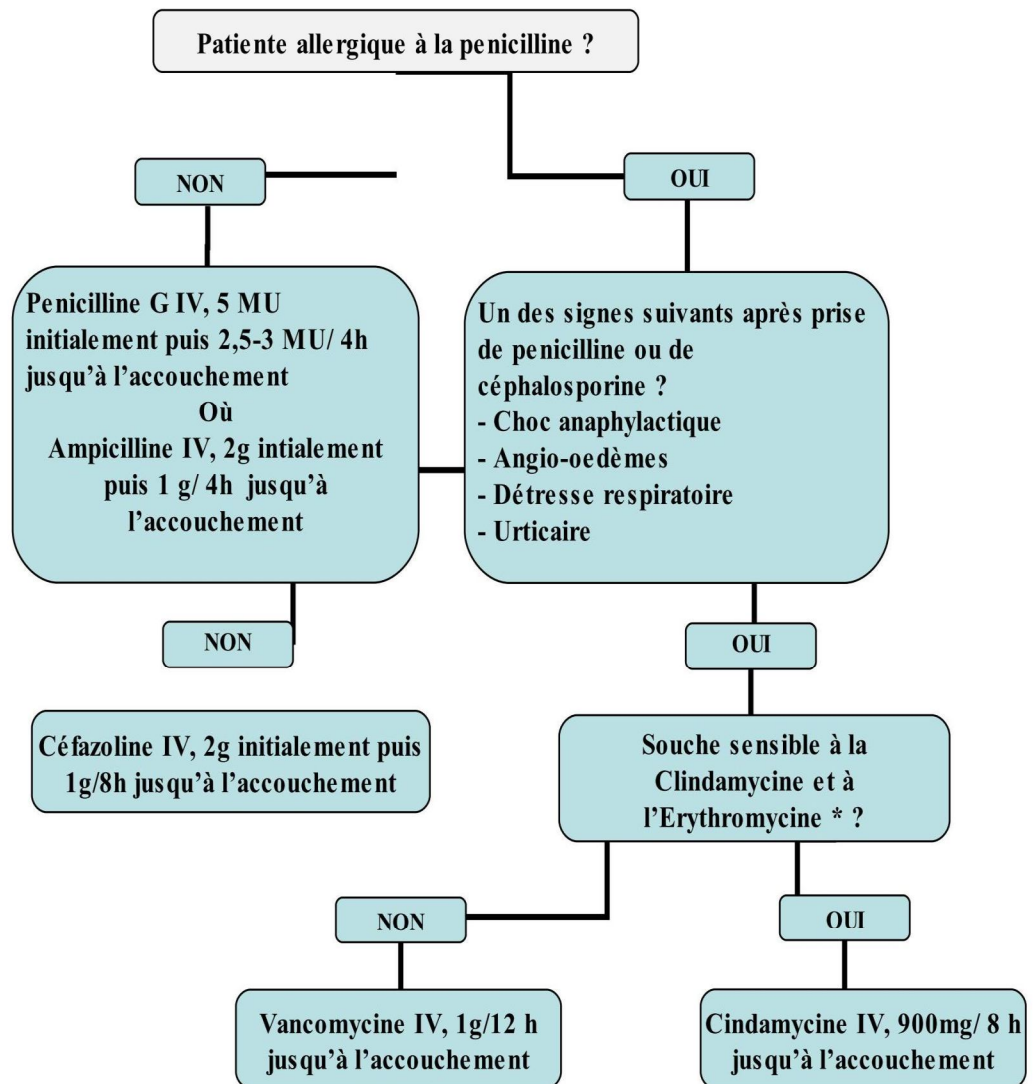 Patiente allergique à la penicilline ?
NON
OUI
Penicilline G IV, 5 MU
initialement puis 2,5-3 MU/ 4h
jusqu'à l'accouchement
Où
Ampicilline IV, 2g intialement
puis 1 g/ 4h jusqu'à
l'accouchement
Un des signes suivants après prise
de penicilline ou de
céphalosporine ?
- Choc anaphylactique
- Angio-oedèmes
- Détresse respiratoire
- Urticaire
NON
OUI
Céfazoline IV, 2g initialement puis
1g/8h jusqu'à l'accouchement
Souche sensible à la
Clindamycine et à
l'Erythromycine * ?
NON
OUI
Vancomycine IV, 1g/12 h
jusqu'à l'accouchement
Cindamycine IV, 900mg/ 8 h
jusqu'à l'accouchement